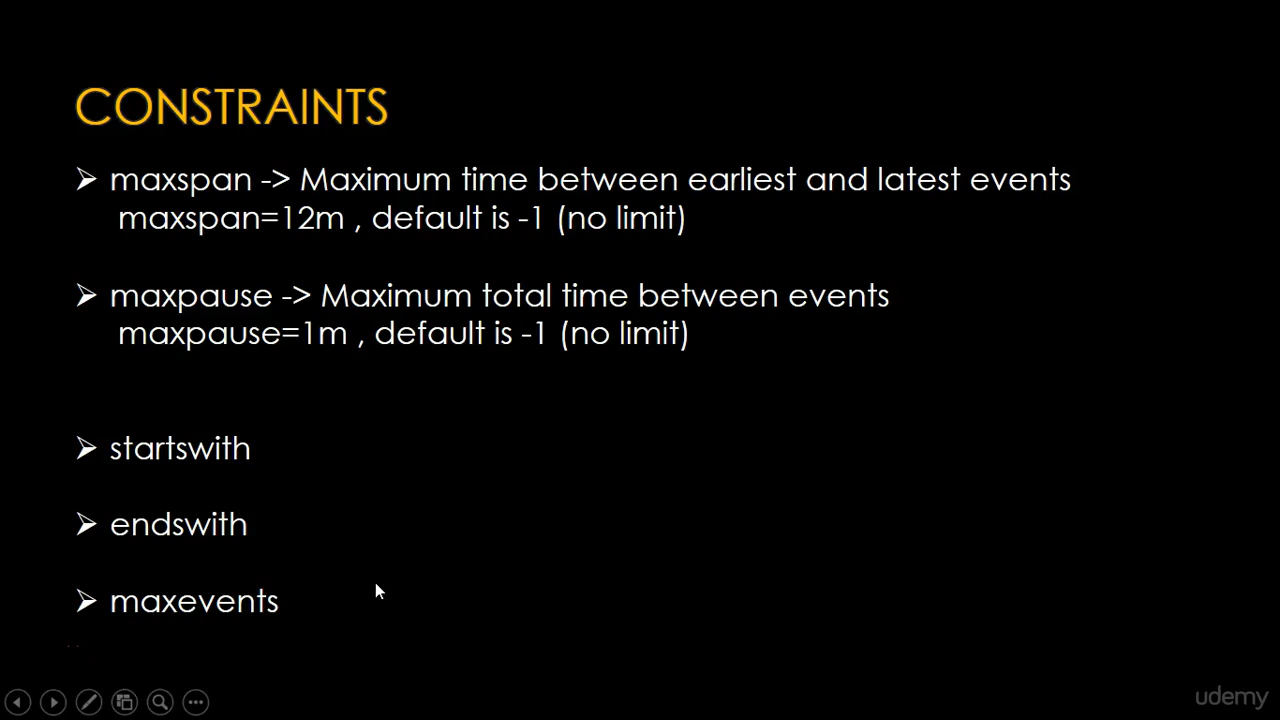 CONSTRAINTS
➢ maxspan -> Maximum time between earliest and latest events
maxspan=12m , default is -1 (no limit)
➢ maxpause -> Maximum total time between events
maxpause=1m , default is -1 (no limit)
➢ startswith
➢ endswith
➢ maxevents
udemy